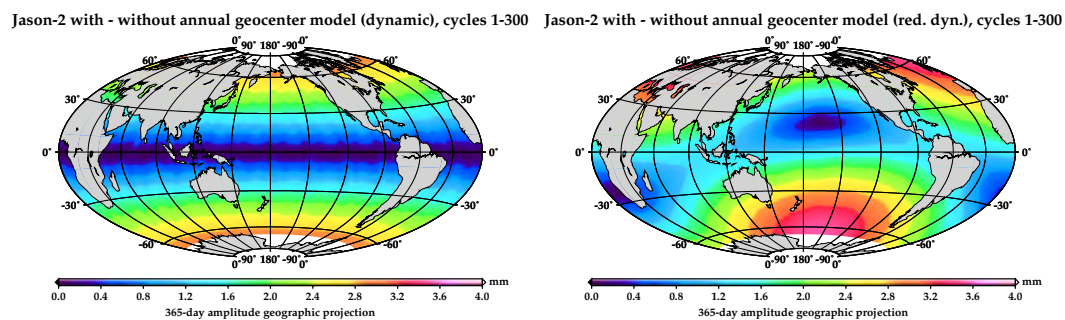 Jason-2 with - without annual geocenter model (dynamic), cycles 1-300
0° 180° -90° 0°
60° 60°
30° 30°
0° 0°
-30° -30°
-60° -60°
0° 90° 180° -90° 0°
mm
0.0 0.4 0.8 1.2 1.6 2.0 2.4 2.8 3.2 3.6 4.0
365-day amplitude geographic projection
Jason-2 with - without annual geocenter model (red. dyn.), cycles 1-300
0° 180° -90° 0°
60° 60°
30° 30°
0° 0°
-30° -30°
-60° -60°
0° 90° 180° -90° 0°
mm
0.0 0.4 0.8 1.2 1.6 2.0 2.4 2.8 3.2 3.6 4.0
365-day amplitude geographic projection